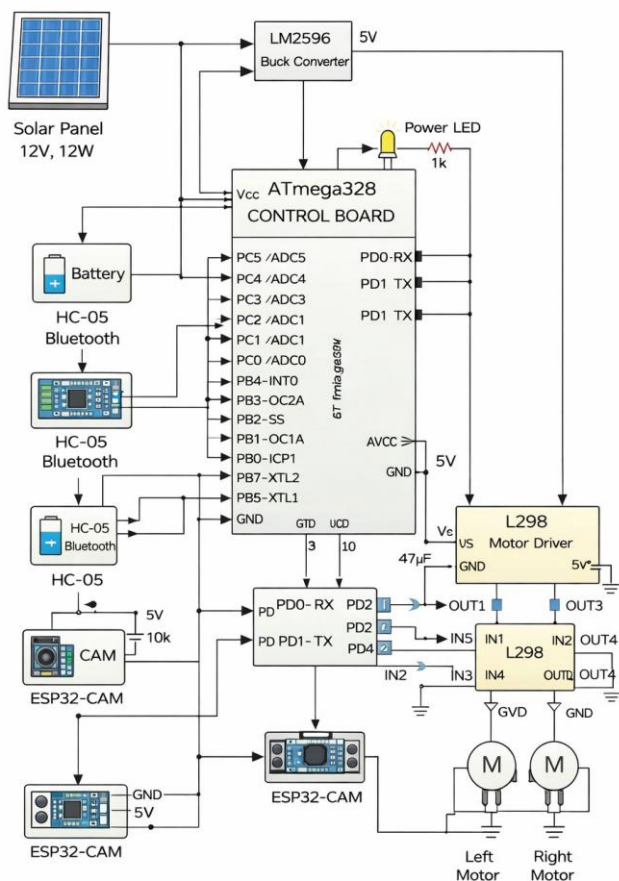 LM2596
Buck Converter
5V
Solar Panel
12V, 12W
Power LED
1k
Vcc
ATmega328
CONTROL BOARD
Battery
HC-05
Bluetooth
PC5 /ADC5
PC4 /ADC4
PC3 /ADC3
PC2 /ADC1
PC1 /ADC1
PC0 /ADC0
PB4-INT0
PB3-OC2A
PB2-SS
PB1-OC1A
PB0-ICP1
PB7-XTL2
PB5-XTL1
GND
PD0-RX
PD1 TX
PD1 TX
AVCC
GND
5V
GTD
3
10
HC-05
Bluetooth
HC-05
Bluetooth
HC-05
L298
Motor Driver
VS
GND
5v
47µF
PD
PD0-RX
PD
PD1-TX
PD2
PD2
PD4
OUT1
OUT3
IN5
IN2
IN3
IN1
IN2
L298
IN4
OUT4
OUT4
GVD
GND
5V
10k
CAM
ESP32-CAM
ESP32-CAM
GND
5V
ESP32-CAM
M
M
Left
Motor
Right
Motor